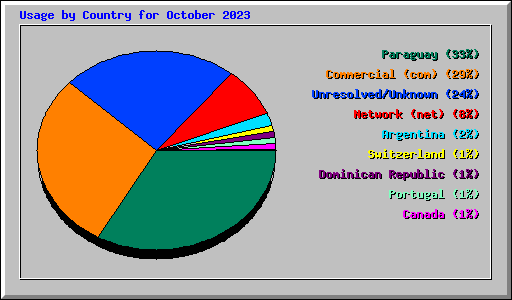 Usage by Country for October 2023
Paraguay (33%)
Commercial (com) (29%)
Unresolved/Unknown (24%)
Network (net) (8%)
Argentina (2%)
Switzerland (1%)
Dominican Republic (1%)
Portugal (1%)
Canada (1%)